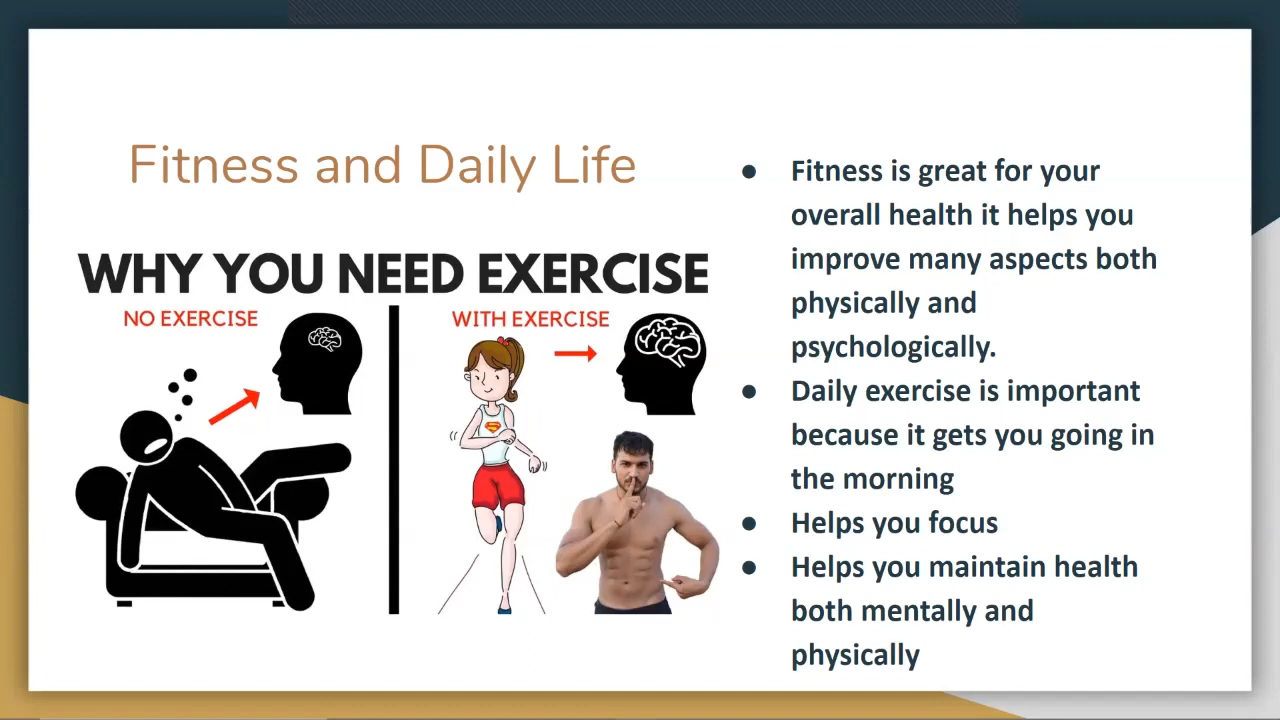 Fitness and Daily Life
WHY YOU NEED EXERCISE
NO EXERCISE
WITH EXERCISE
● Fitness is great for your
overall health it helps you
improve many aspects both
physically and
psychologically.
● Daily exercise is important
because it gets you going in
the morning
● Helps you focus
● Helps you maintain health
both mentally and
physically